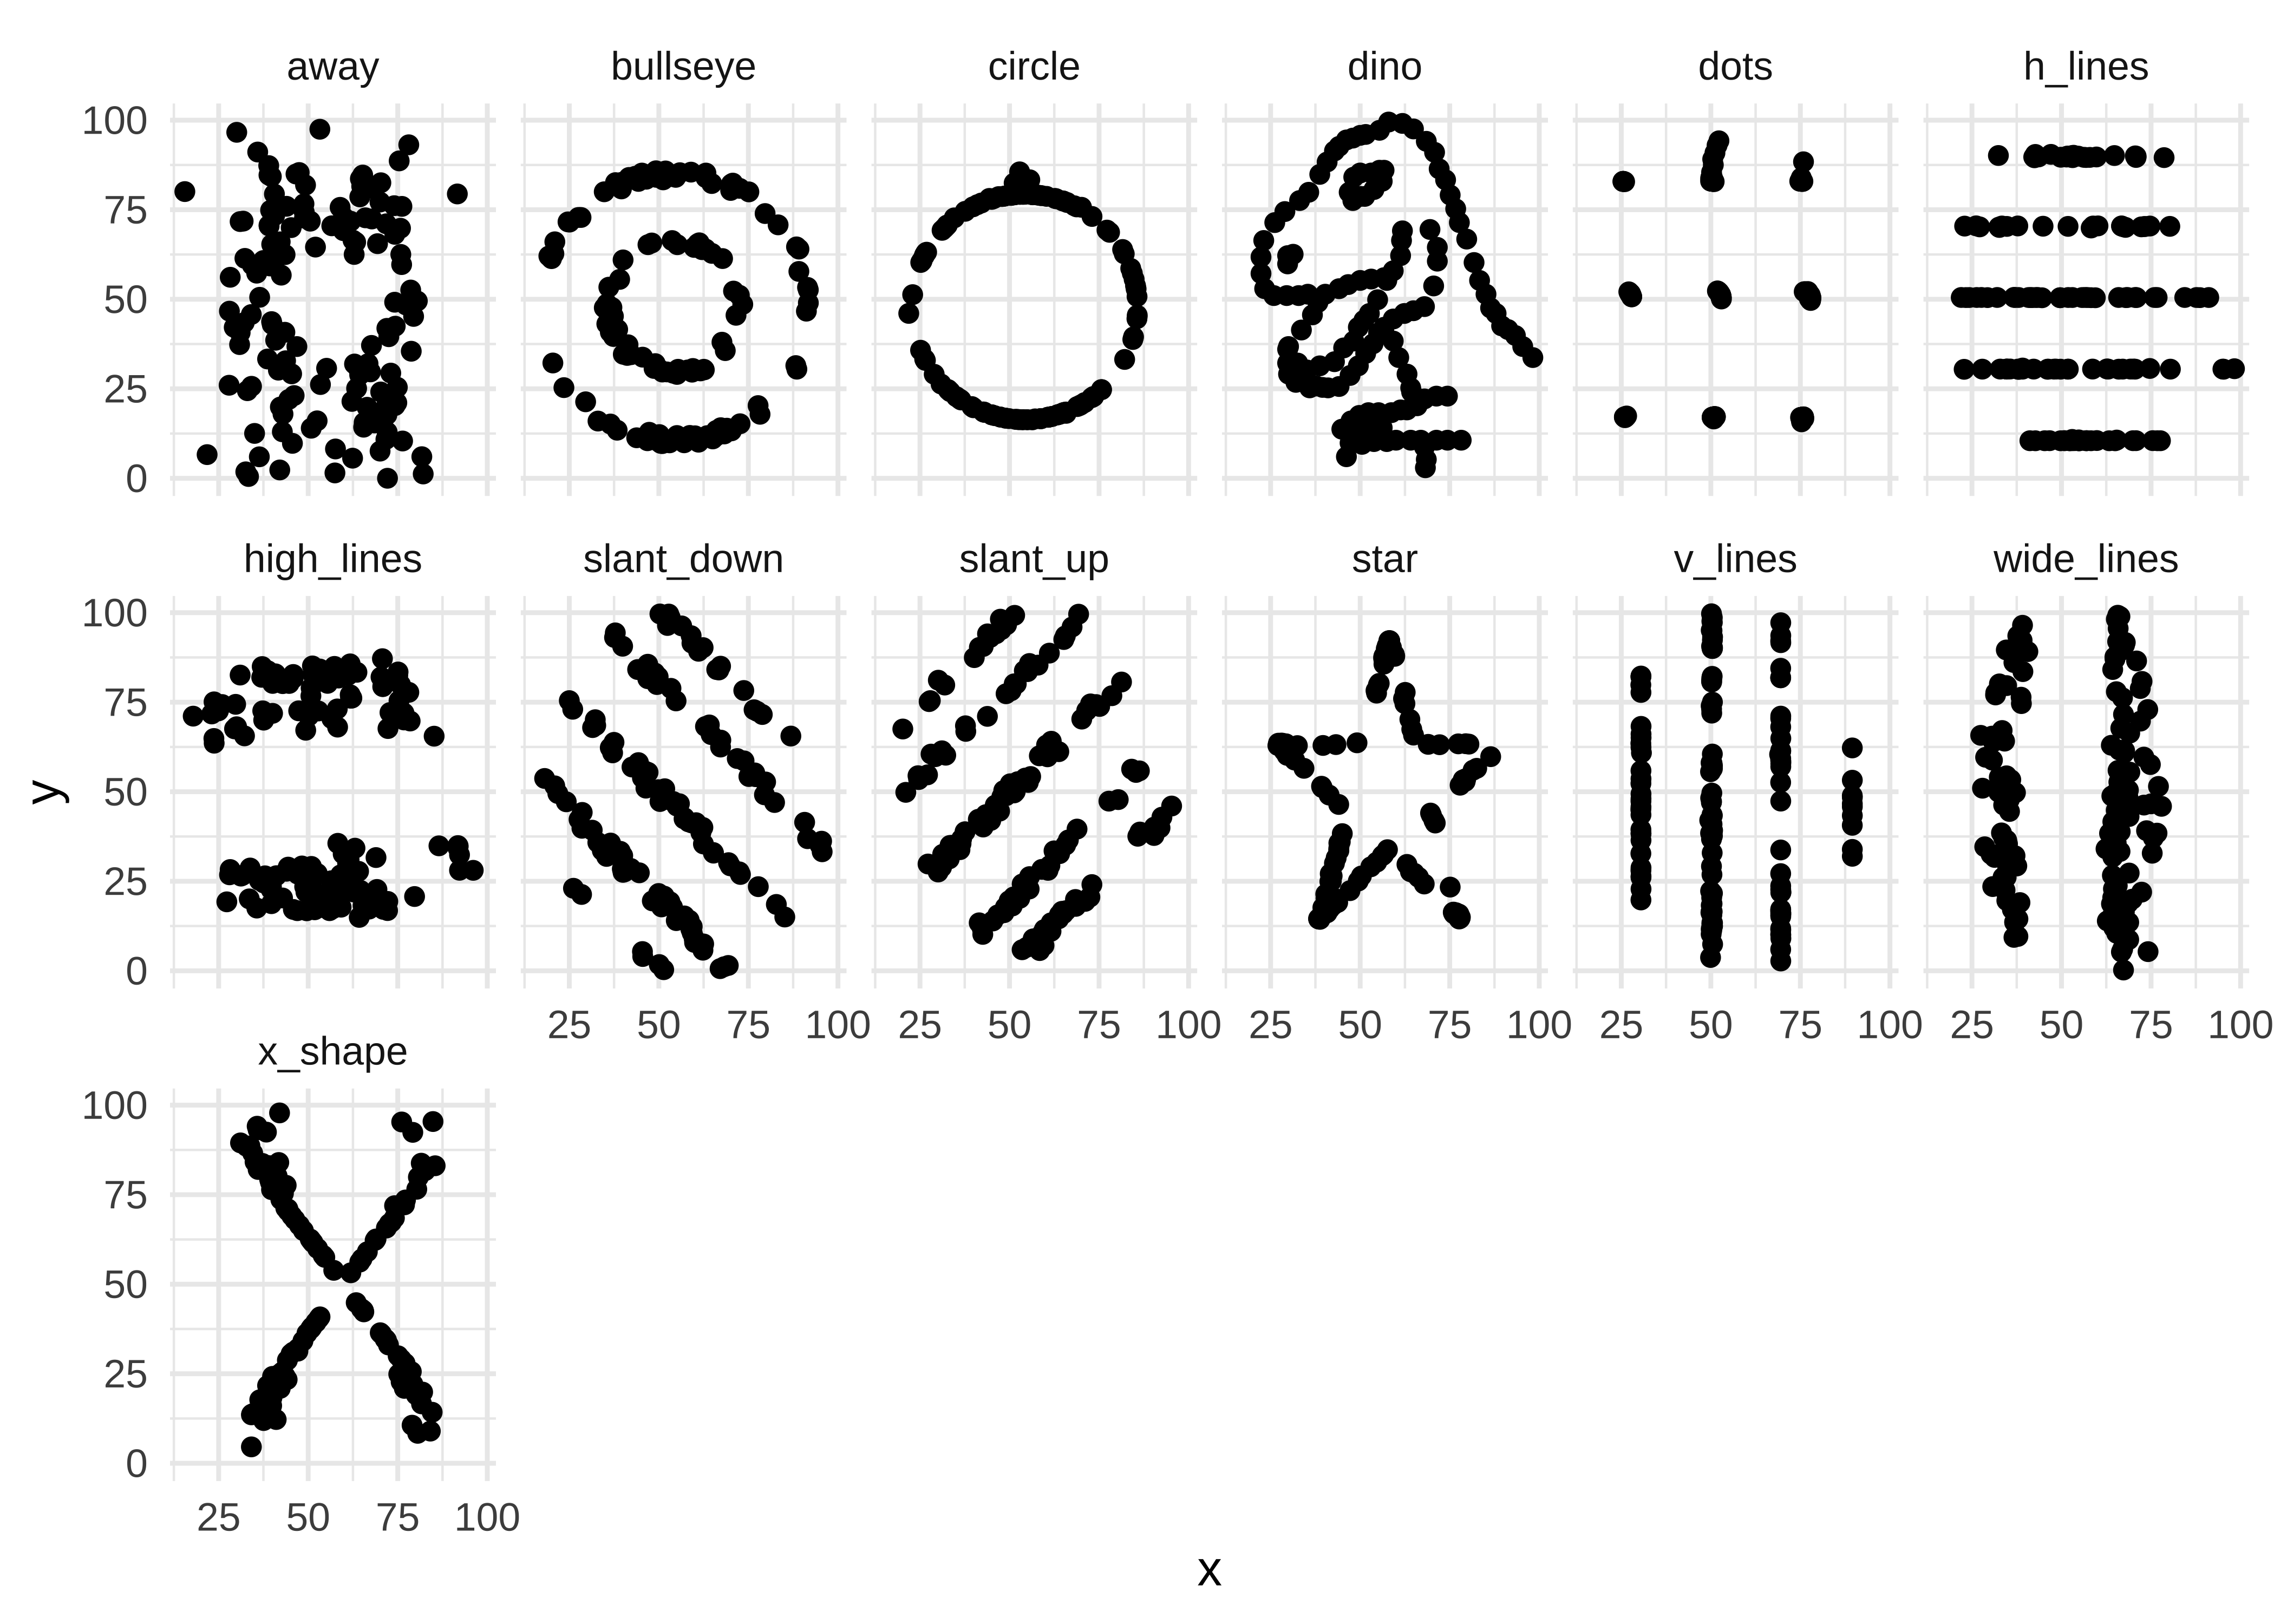 away bullseye circle dino dots h_lines
100
75
50
25
0
high_lines slant_down slant_up star v_lines wide_lines
100
75
50
25
0
y
25 50 75 100 25 50 75 100 25 50 75 100 25 50 75 100 25 50 75 100
x_shape
100
75
50
25
0
25 50 75 100
x